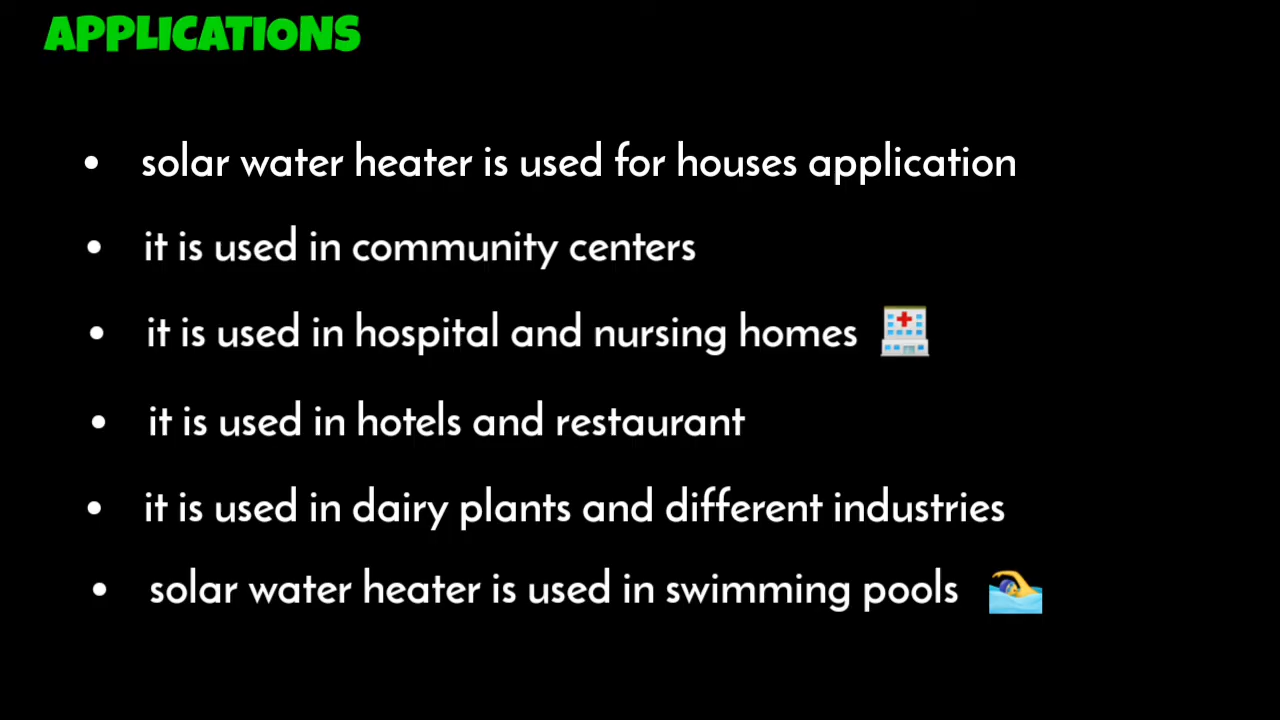 APPLICATIONS
• solar water heater is used for houses application
• it is used in community centers
• it is used in hospital and nursing homes
• it is used in hotels and restaurant
• it is used in dairy plants and different industries
• solar water heater is used in swimming pools